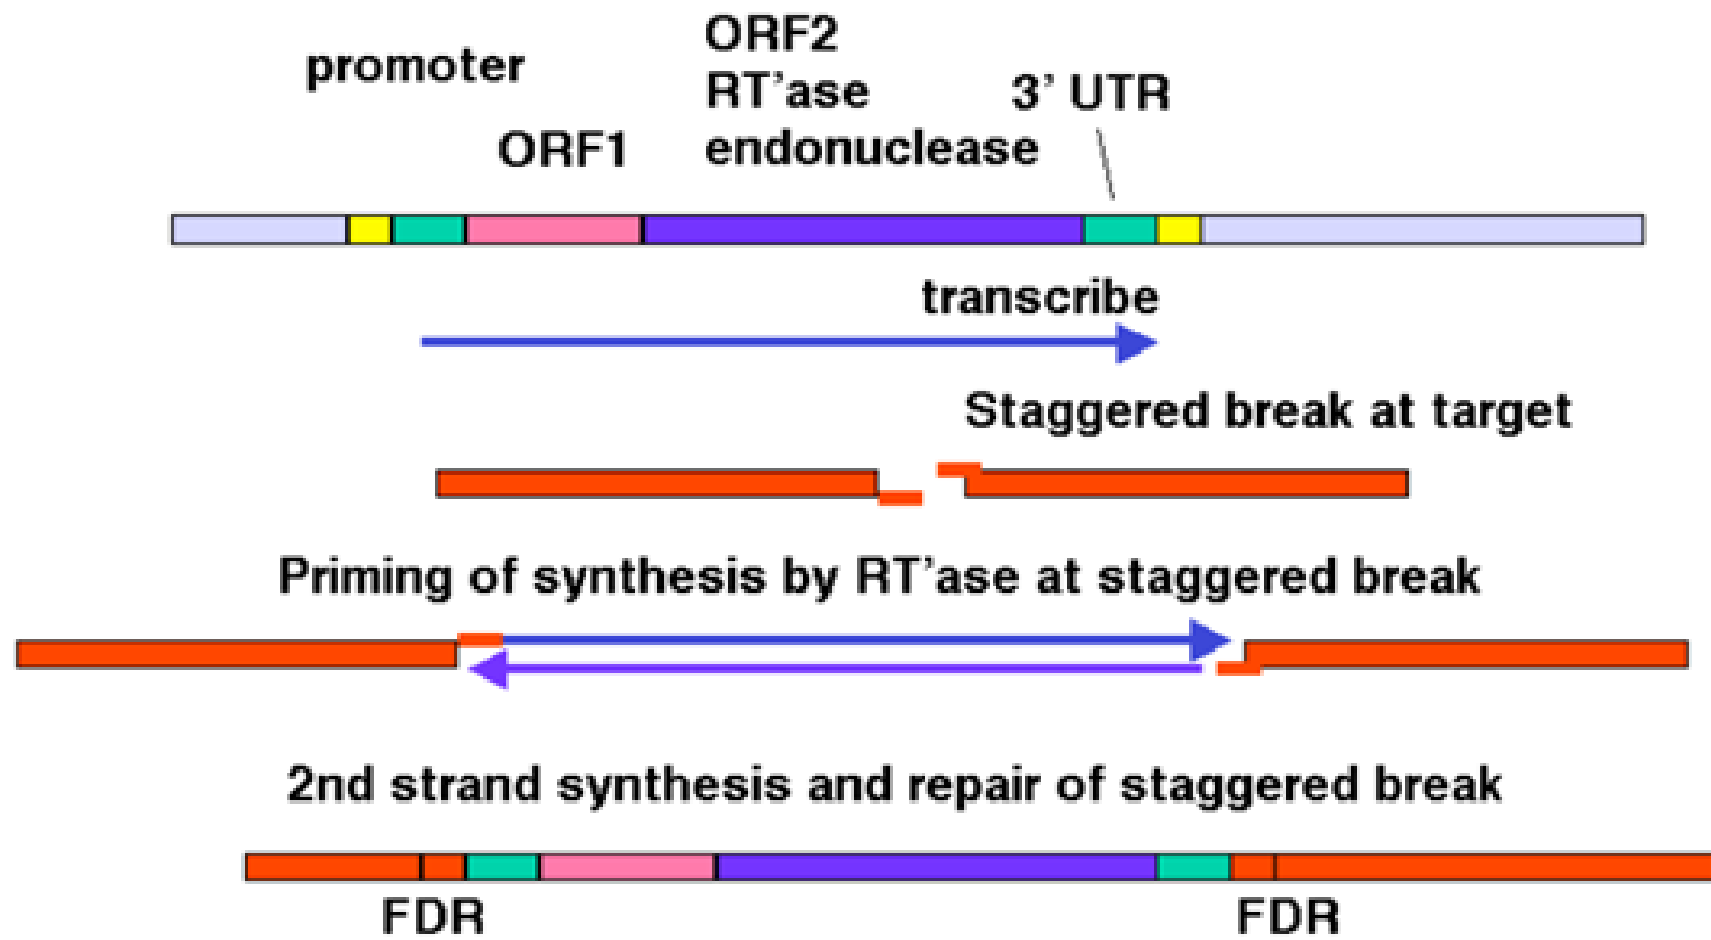 promoter
ORF1
ORF2
RT'ase
endonuclease
3' UTR
transcribe
Staggered break at target
Priming of synthesis by RT'ase at staggered break
2nd strand synthesis and repair of staggered break
FDR
FDR